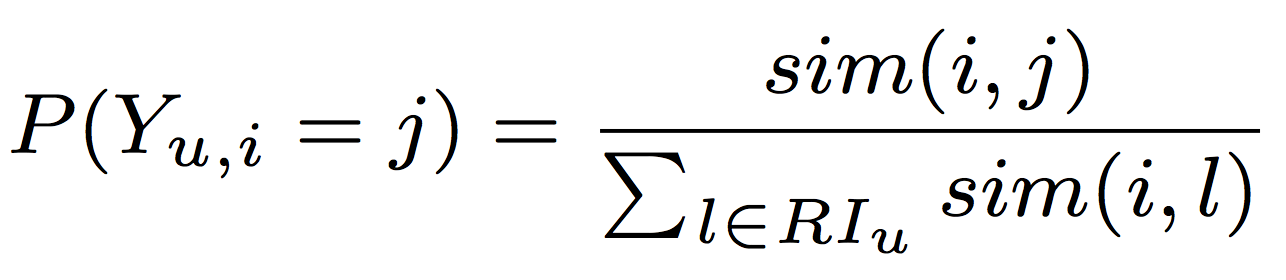 P(Y_{u,i} = j) = \frac{sim(i, j)}{\sum_{l \in RI_u} sim(i, l)}